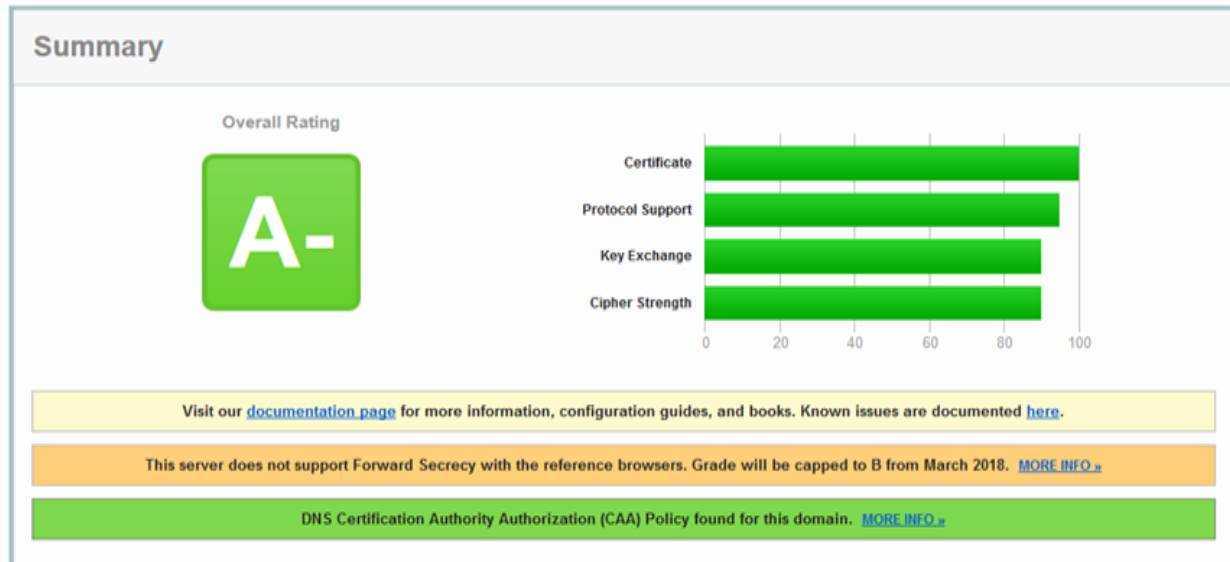 Summary
Overall Rating
A-
Certificate
Protocol Support
Key Exchange
Cipher Strength
0 20 40 60 80 100
Visit our documentation page for more information, configuration guides, and books. Known issues are documented here.
This server does not support Forward Secrecy with the reference browsers. Grade will be capped to B from March 2018. MORE INFO »
DNS Certification Authority Authorization (CAA) Policy found for this domain. MORE INFO »